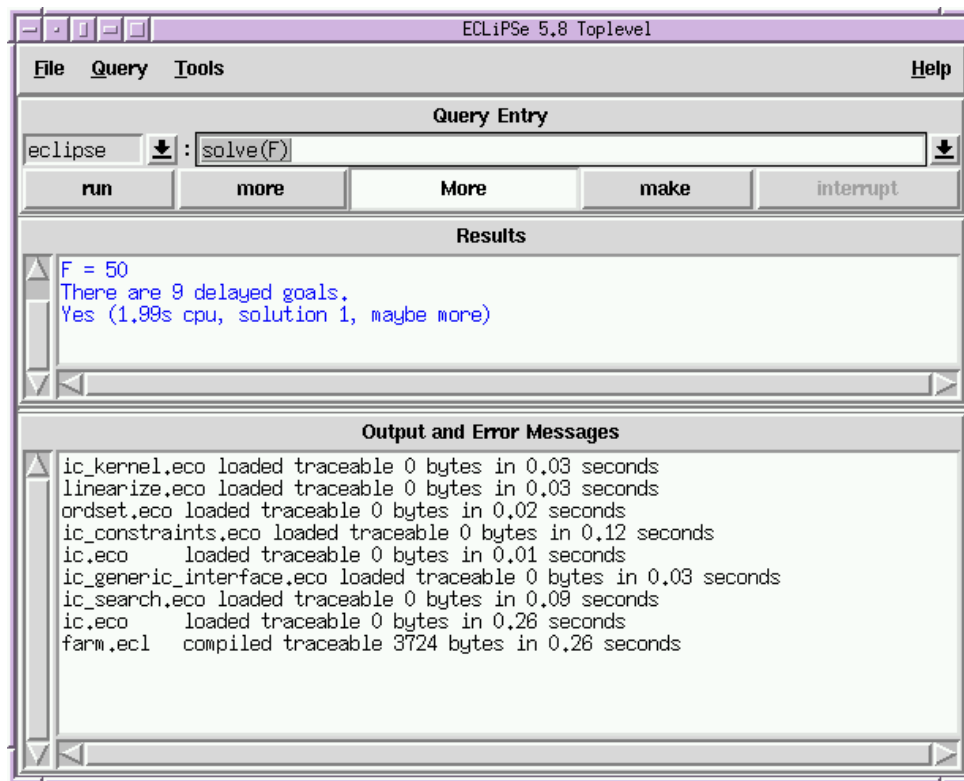 ECLiPSe 5.8 Toplevel
File Query Tools Help
Query Entry
eclipse : solve(F)
run more More make interrupt
Results
F = 50
There are 9 delayed goals.
Yes (1.99s cpu, solution 1, maybe more)
Output and Error Messages
ic_kernel.eco loaded traceable 0 bytes in 0.03 seconds
linearize.eco loaded traceable 0 bytes in 0.03 seconds
ordset.eco loaded traceable 0 bytes in 0.02 seconds
ic_constraints.eco loaded traceable 0 bytes in 0.12 seconds
ic.eco     loaded traceable 0 bytes in 0.01 seconds
ic_generic_interface.eco loaded traceable 0 bytes in 0.03 seconds
ic_search.eco loaded traceable 0 bytes in 0.09 seconds
ic.eco     loaded traceable 0 bytes in 0.26 seconds
farm.ecl   compiled traceable 3724 bytes in 0.26 seconds